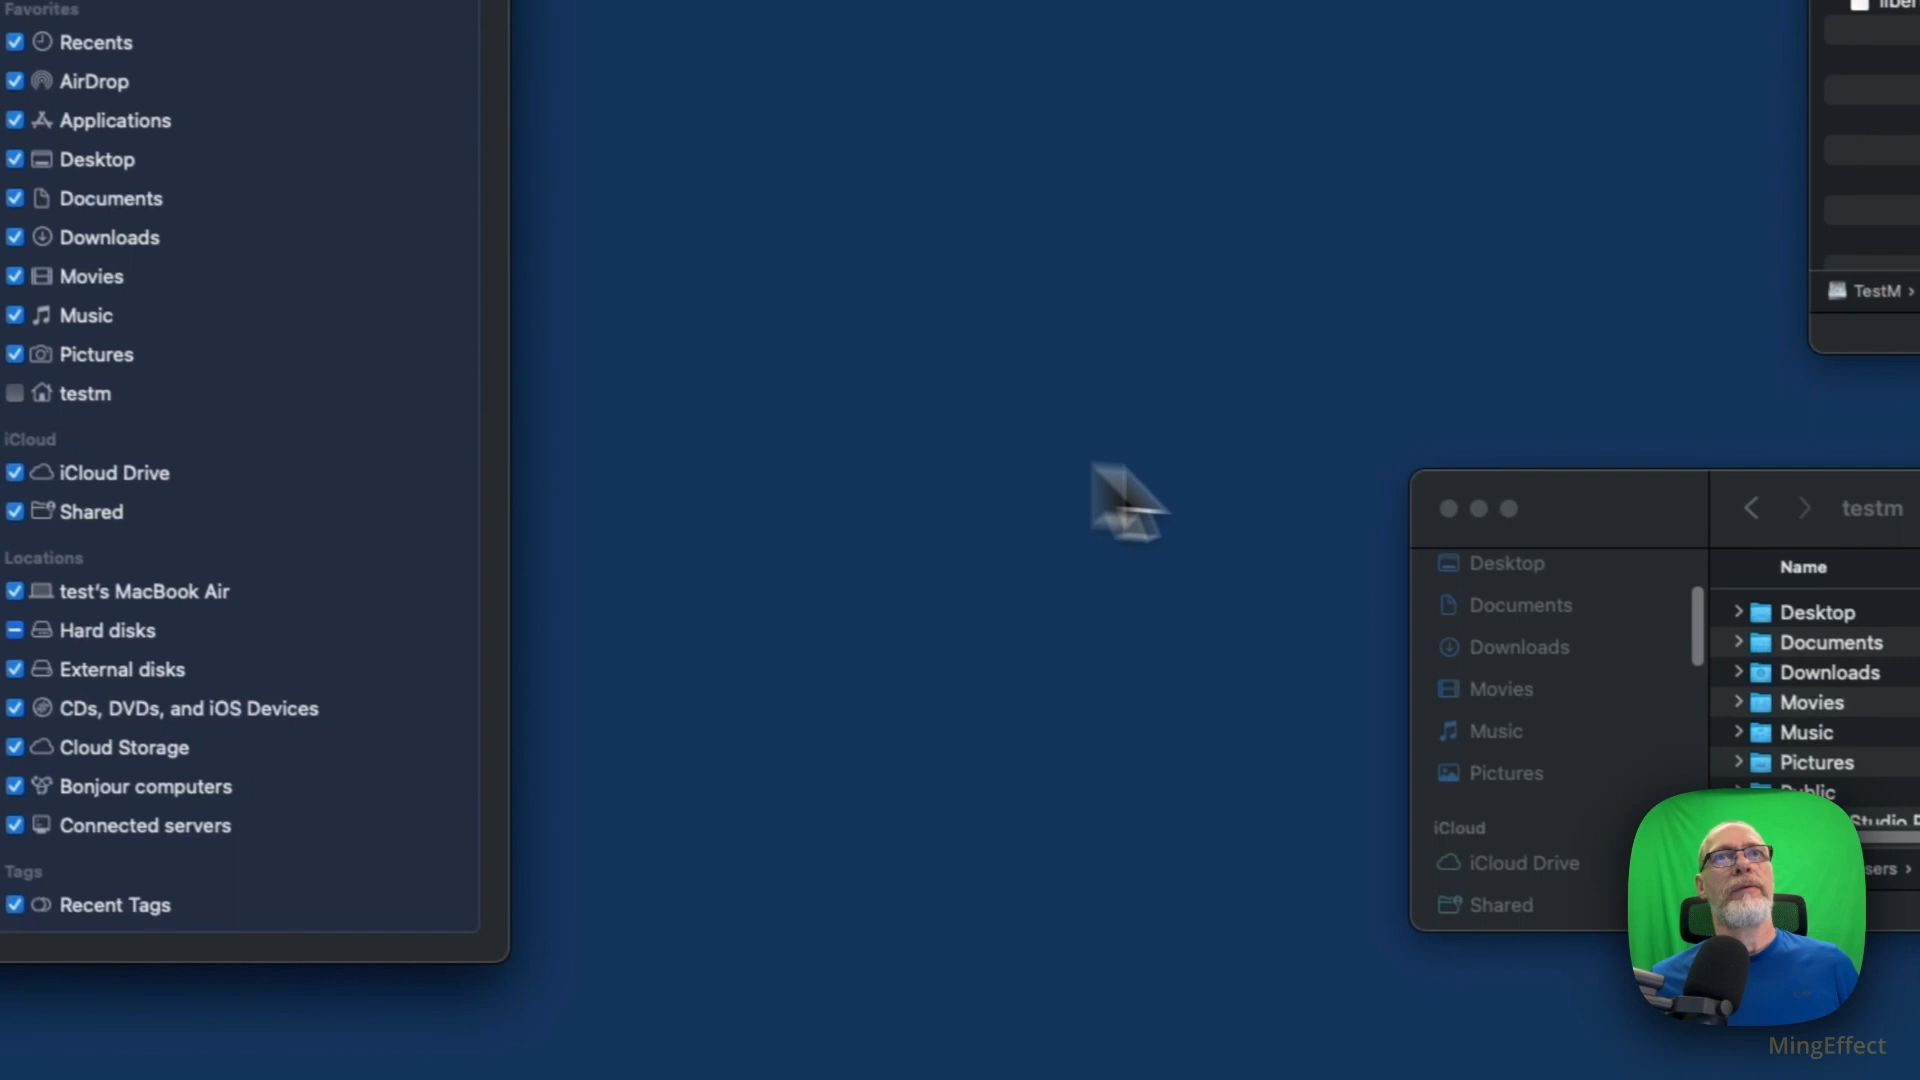 Favorites
Recents
AirDrop
Applications
Desktop
Documents
Downloads
Movies
Music
Pictures
testm
iCloud
iCloud Drive
Shared
Locations
test's MacBook Air
Hard disks
External disks
CDs, DVDs, and iOS Devices
Cloud Storage
Bonjour computers
Connected servers
Tags
Recent Tags
TestM
testm
Desktop
Documents
Downloads
Movies
Music
Pictures
iCloud
iCloud Drive
Shared
Name
Desktop
Documents
Downloads
Movies
Music
Pictures
Public
Studio
MingEffect